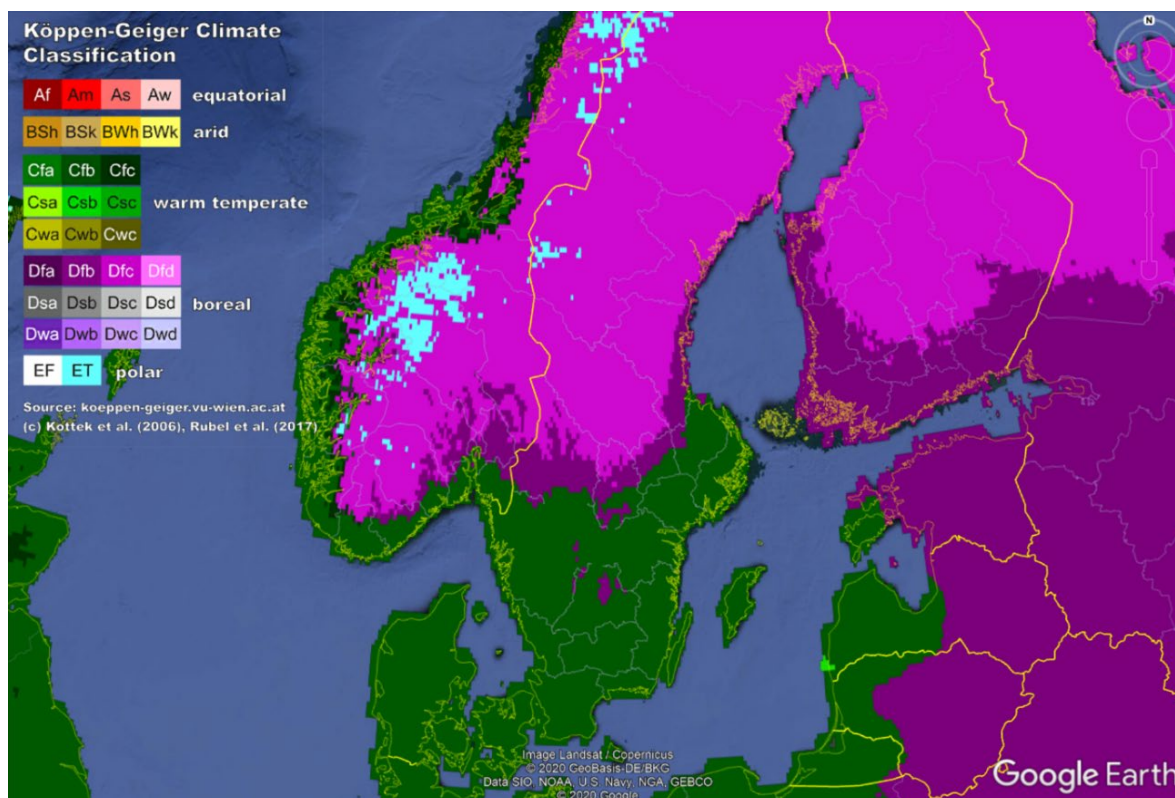 Köppen-Geiger Climate
Classification
Af Am As Aw equatorial
BSh BSk BWh BWk arid
Cfa Cfb Cfc
Csa Csb Csc warm temperate
Cwa Cwb Cwc
Dfa Dfb Dfc Dfd
Dsa Dsb Dsc Dsd boreal
Dwa Dwb Dwc Dwd
EF ET polar
Source: koeppen-geiger.vu-wien.ac.at
(c) Kottek et al. (2006), Rubel et al. (2017)
N
Image Landsat / Copernicus
© 2020 GeoBasis-DE/BKG
Data SIO, NOAA, U.S. Navy, NGA, GEBCO
© 2020 Google
Google Earth